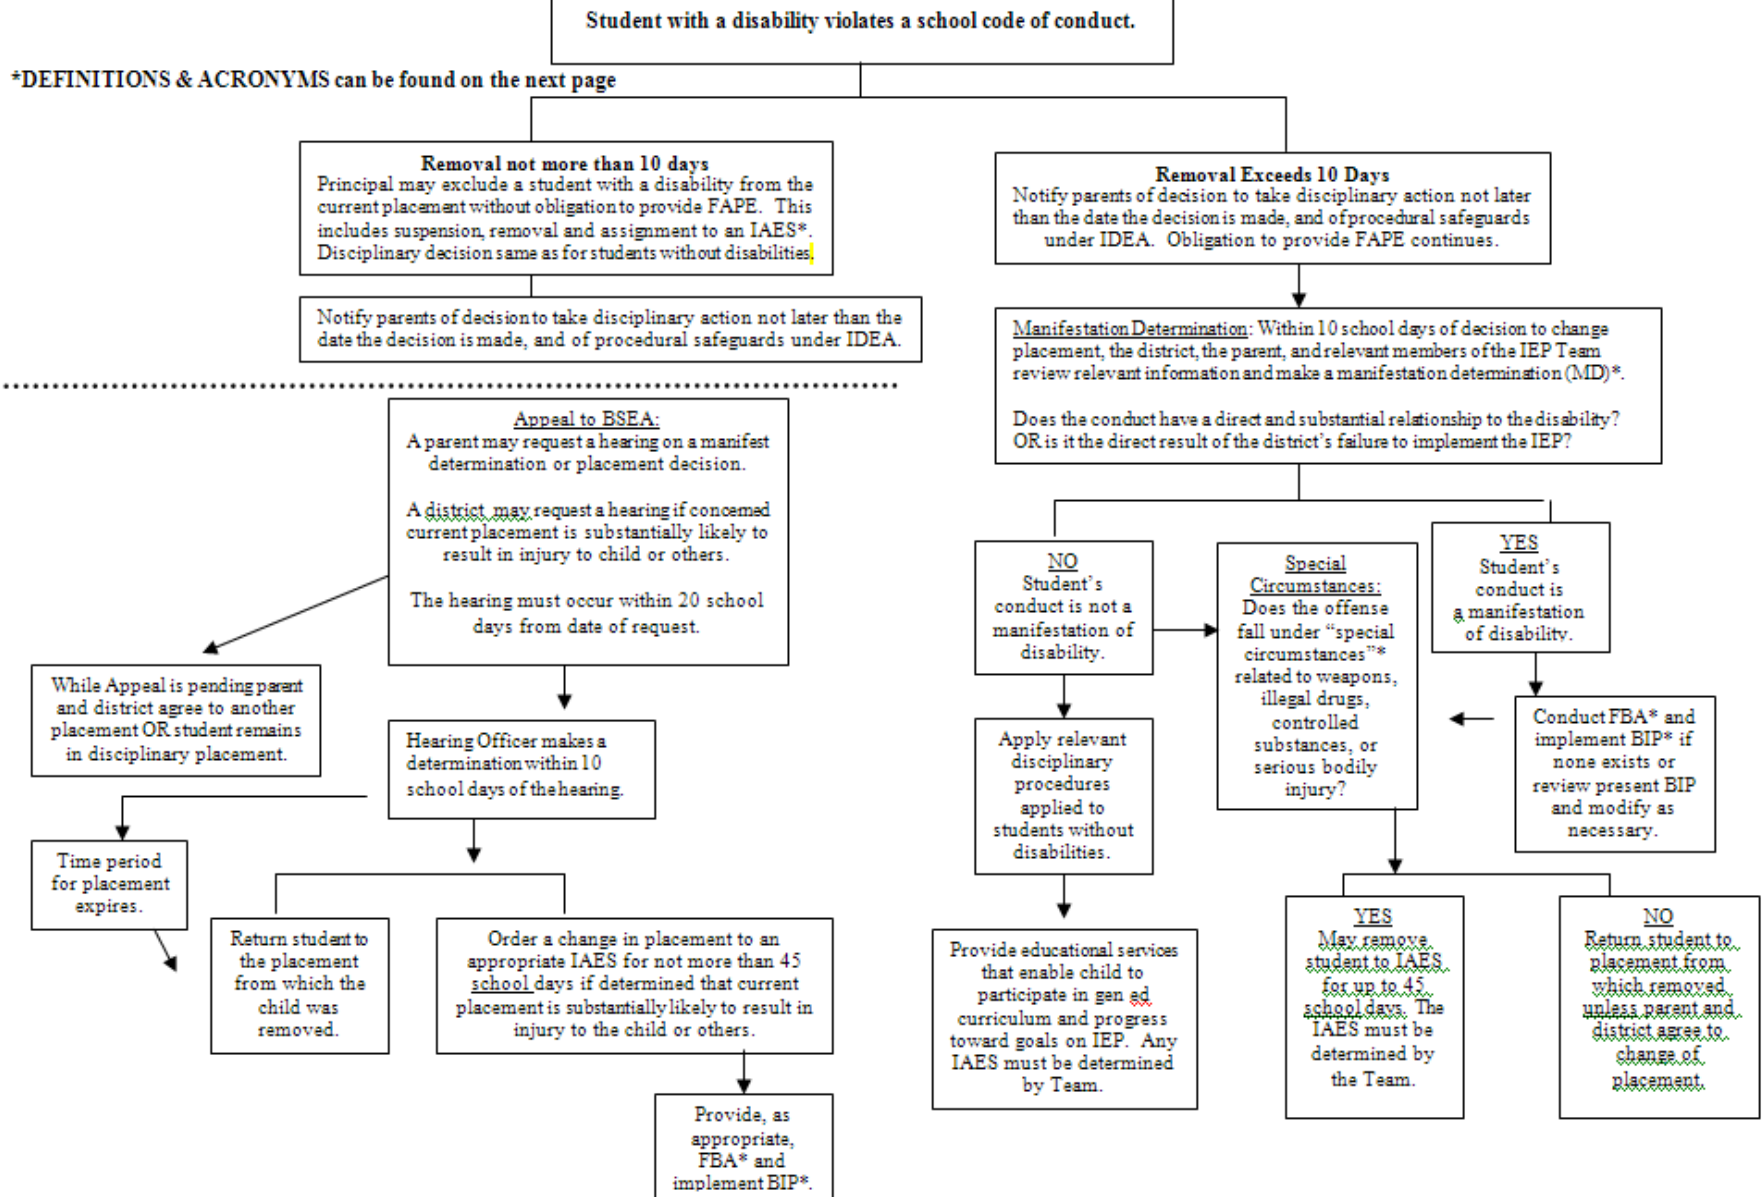 Student with a disability violates a school code of conduct.
*DEFINITIONS & ACRONYMS can be found on the next page
Removal not more than 10 days
Principal may exclude a student with a disability from the
current placement without obligation to provide FAPE. This
includes suspension, removal and assignment to an IAES*.
Disciplinary decision same as for students without disabilities.
Notify parents of decision to take disciplinary action not later than the
date the decision is made, and of procedural safeguards under IDEA.
Removal Exceeds 10 Days
Notify parents of decision to take disciplinary action not later
than the date the decision is made, and of procedural safeguards
under IDEA. Obligation to provide FAPE continues.
Manifestation Determination: Within 10 school days of decision to change
placement, the district, the parent, and relevant members of the IEP Team
review relevant information and make a manifestation determination (MD)*.
Does the conduct have a direct and substantial relationship to the disability?
OR is it the direct result of the district's failure to implement the IEP?
Appeal to BSEA:
A parent may request a hearing on a manifest
determination or placement decision.
A district may request a hearing if concerned
current placement is substantially likely to
result in injury to child or others.
The hearing must occur within 20 school
days from date of request.
While Appeal is pending parent
and district agree to another
placement OR student remains
in disciplinary placement.
Hearing Officer makes a
determination within 10
school days of the hearing.
Time period
for placement
expires.
Return student to
the placement
from which the
child was
removed.
Order a change in placement to an
appropriate IAES for not more than 45
school days if determined that current
placement is substantially likely to result in
injury to the child or others.
Provide, as
appropriate,
FBA* and
implement BIP*.
NO
Student's
conduct is not a
manifestation of
disability.
Apply relevant
disciplinary
procedures
applied to
students without
disabilities.
Provide educational services
that enable child to
participate in gen ed
curriculum and progress
toward goals on IEP. Any
IAES must be determined
by Team.
Special
Circumstances:
Does the offense
fall under "special
circumstances"*
related to weapons,
illegal drugs,
controlled
substances, or
serious bodily
injury?
YES
Student's
conduct is
a manifestation
of disability.
Conduct FBA* and
implement BIP* if
none exists or
review present BIP
and modify as
necessary.
YES
May remove
student to IAES
for up to 45
school days. The
IAES must be
determined by
the Team.
NO
Return student to
placement from
which removed
unless parent and
district agree to
change of
placement.